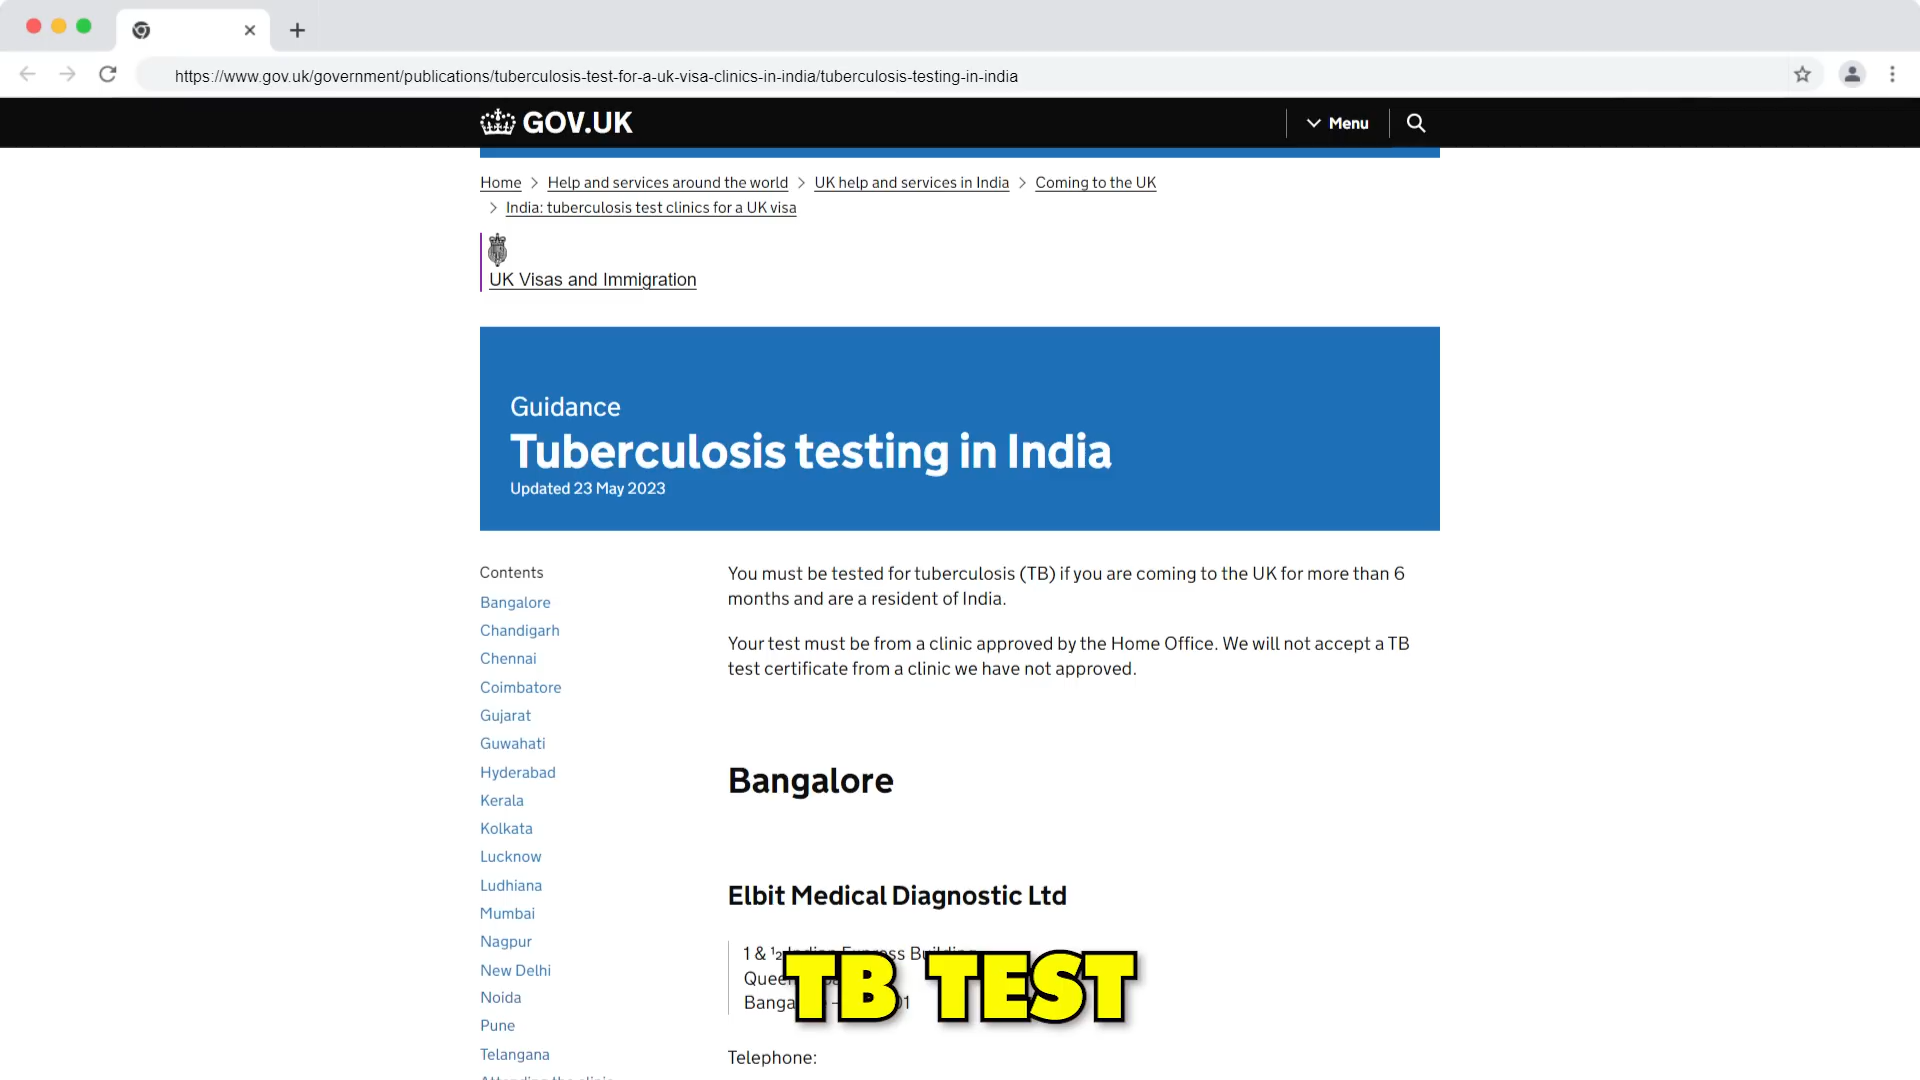 https://www.gov.uk/government/publications/tuberculosis-test-for-a-uk-visa-clinics-in-india/tuberculosis-testing-in-india
GOV.UK
Menu
Home > Help and services around the world > UK help and services in India > Coming to the UK
> India: tuberculosis test clinics for a UK visa
UK Visas and Immigration
Guidance
Tuberculosis testing in India
Updated 23 May 2023
Contents
Bangalore
Chandigarh
Chennai
Coimbatore
Gujarat
Guwahati
Hyderabad
Kerala
Kolkata
Lucknow
Ludhiana
Mumbai
Nagpur
New Delhi
Noida
Pune
Telangana
You must be tested for tuberculosis (TB) if you are coming to the UK for more than 6
months and are a resident of India.
Your test must be from a clinic approved by the Home Office. We will not accept a TB
test certificate from a clinic we have not approved.
Bangalore
Elbit Medical Diagnostic Ltd
1 & ½ Indian Express Building
TB TEST
Telephone: